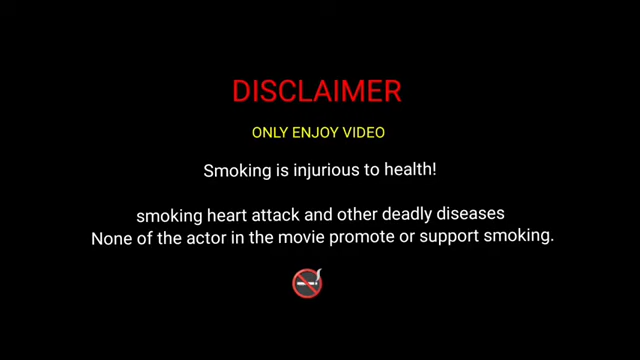 DISCLAIMER
ONLY ENJOY VIDEO
Smoking is injurious to health!
smoking heart attack and other deadly diseases
None of the actor in the movie promote or support smoking.